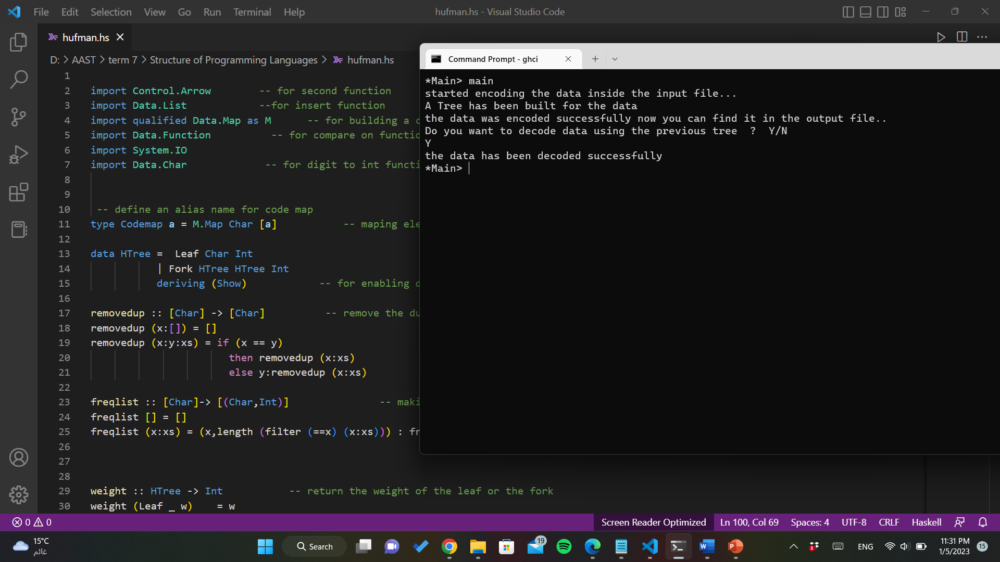 File Edit Selection View Go Run Terminal Help
hufman.hs - Visual Studio Code
hufman.hs
D: > AAST > term 7 > Structure of Programming Languages > hufman.hs
1
2 import Control.Arrow -- for second function
3 import Data.List --for insert function
4 import qualified Data.Map as M -- for building a
5 import Data.Function -- for compare on functio
6 import System.IO
7 import Data.Char -- for digit to int functi
8
9
10 -- define an alias name for code map
11 type Codemap a = M.Map Char [a] -- maping ele
12
13 data HTree = Leaf Char Int
14 | Fork HTree HTree Int
15 deriving (Show) -- for enabling
16
17 removedup :: [Char] -> [Char] -- remove the du
18 removedup (x:[]) = []
19 removedup (x:y:xs) = if (x == y)
20 then removedup (x:xs)
21 else y:removedup (x:xs)
22
23 freqlist :: [Char]-> [(Char,Int)] -- maki
24 freqlist [] = []
25 freqlist (x:xs) = (x,length (filter (==x) (x:xs))) : fr
26
27
28
29 weight :: HTree -> Int -- return the weight of the leaf or the fork
30 weight (Leaf _ w) = w
Command Prompt - ghci
*Main> main
started encoding the data inside the input file...
A Tree has been built for the data
the data was encoded successfully now you can find it in the output file..
Do you want to decode data using the previous tree ? Y/N
Y
the data has been decoded successfully
*Main>
0 0
Screen Reader Optimized Ln 100, Col 69 Spaces: 4 UTF-8 CRLF Haskell
15°C
غائم
Search
19
W
P
3
ENG
11:31 PM
1/5/2023
15